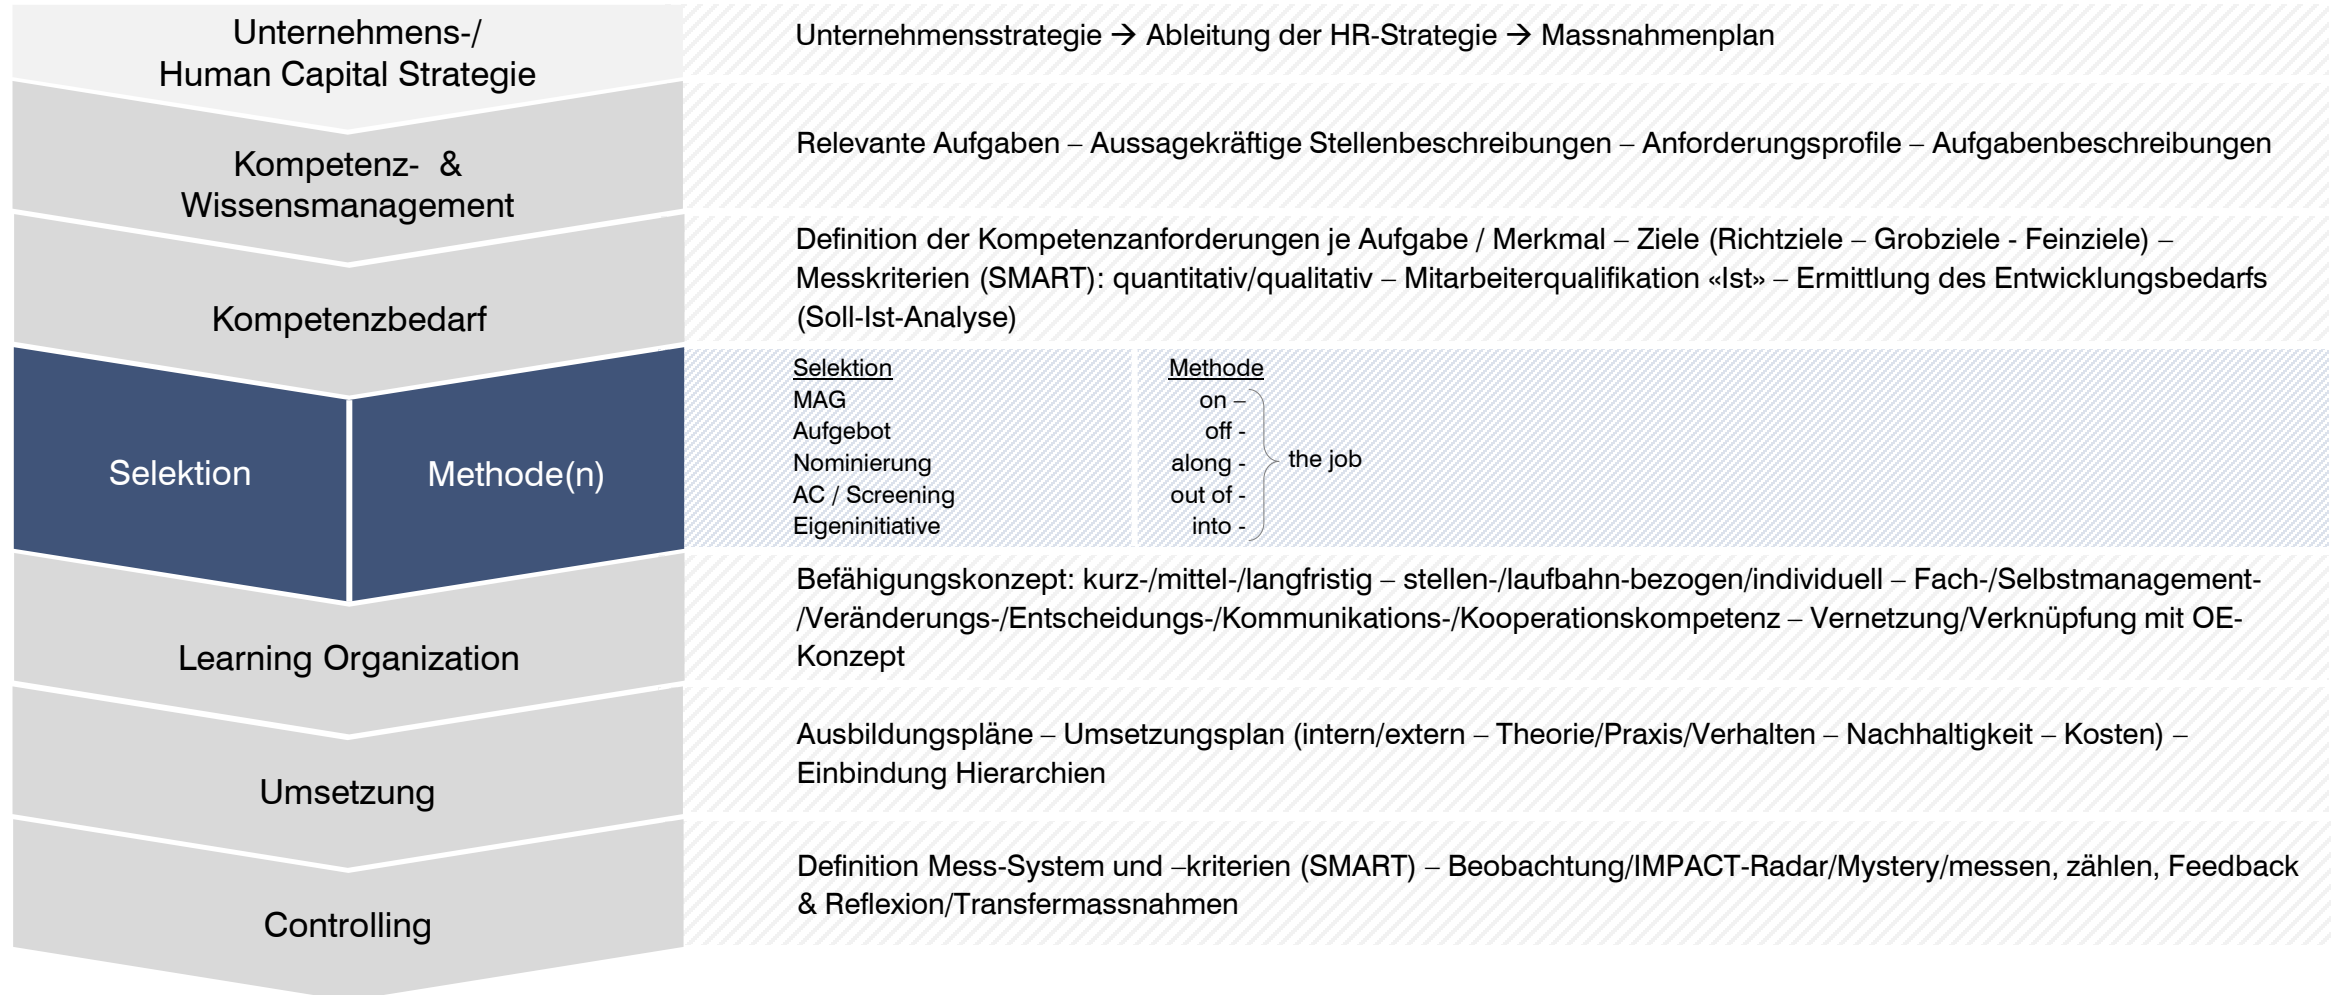 Unternehmens-/
Human Capital Strategie
Unternehmensstrategie → Ableitung der HR-Strategie → Massnahmenplan
Kompetenz- &
Wissensmanagement
Relevante Aufgaben – Aussagekräftige Stellenbeschreibungen – Anforderungsprofile – Aufgabenbeschreibungen
Kompetenzbedarf
Definition der Kompetenzanforderungen je Aufgabe / Merkmal – Ziele (Richtziele – Grobziele - Feinziele) –
Messkriterien (SMART): quantitativ/qualitativ – Mitarbeiterqualifikation «Ist» – Ermittlung des Entwicklungsbedarfs
(Soll-Ist-Analyse)
Selektion
Methode(n)
Selektion
MAG
Aufgebot
Nominierung
AC / Screening
Eigeninitiative
Methode
on –
off -
along -
out of -
into -
the job
Learning Organization
Befähigungskonzept: kurz-/mittel-/langfristig – stellen-/laufbahn-bezogen/individuell – Fach-/Selbstmanagement-
/Veränderungs-/Entscheidungs-/Kommunikations-/Kooperationskompetenz – Vernetzung/Verknüpfung mit OE-
Konzept
Umsetzung
Ausbildungspläne – Umsetzungsplan (intern/extern – Theorie/Praxis/Verhalten – Nachhaltigkeit – Kosten) –
Einbindung Hierarchien
Controlling
Definition Mess-System und –kriterien (SMART) – Beobachtung/IMPACT-Radar/Mystery/messen, zählen, Feedback
& Reflexion/Transfermassnahmen